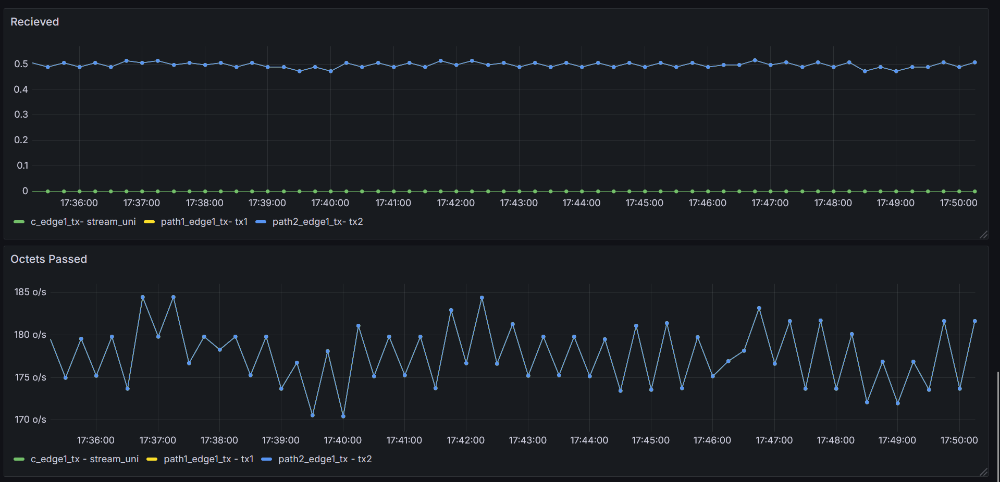 Recieved
0.5
0.4
0.3
0.2
0.1
0
17:36:00 17:37:00 17:38:00 17:39:00 17:40:00 17:41:00 17:42:00 17:43:00 17:44:00 17:45:00 17:46:00 17:47:00 17:48:00 17:49:00 17:50:00
c_edge1_tx- stream_uni path1_edge1_tx- tx1 path2_edge1_tx- tx2
Octets Passed
185 o/s
180 o/s
175 o/s
170 o/s
17:36:00 17:37:00 17:38:00 17:39:00 17:40:00 17:41:00 17:42:00 17:43:00 17:44:00 17:45:00 17:46:00 17:47:00 17:48:00 17:49:00 17:50:00
c_edge1_tx - stream_uni path1_edge1_tx - tx1 path2_edge1_tx - tx2